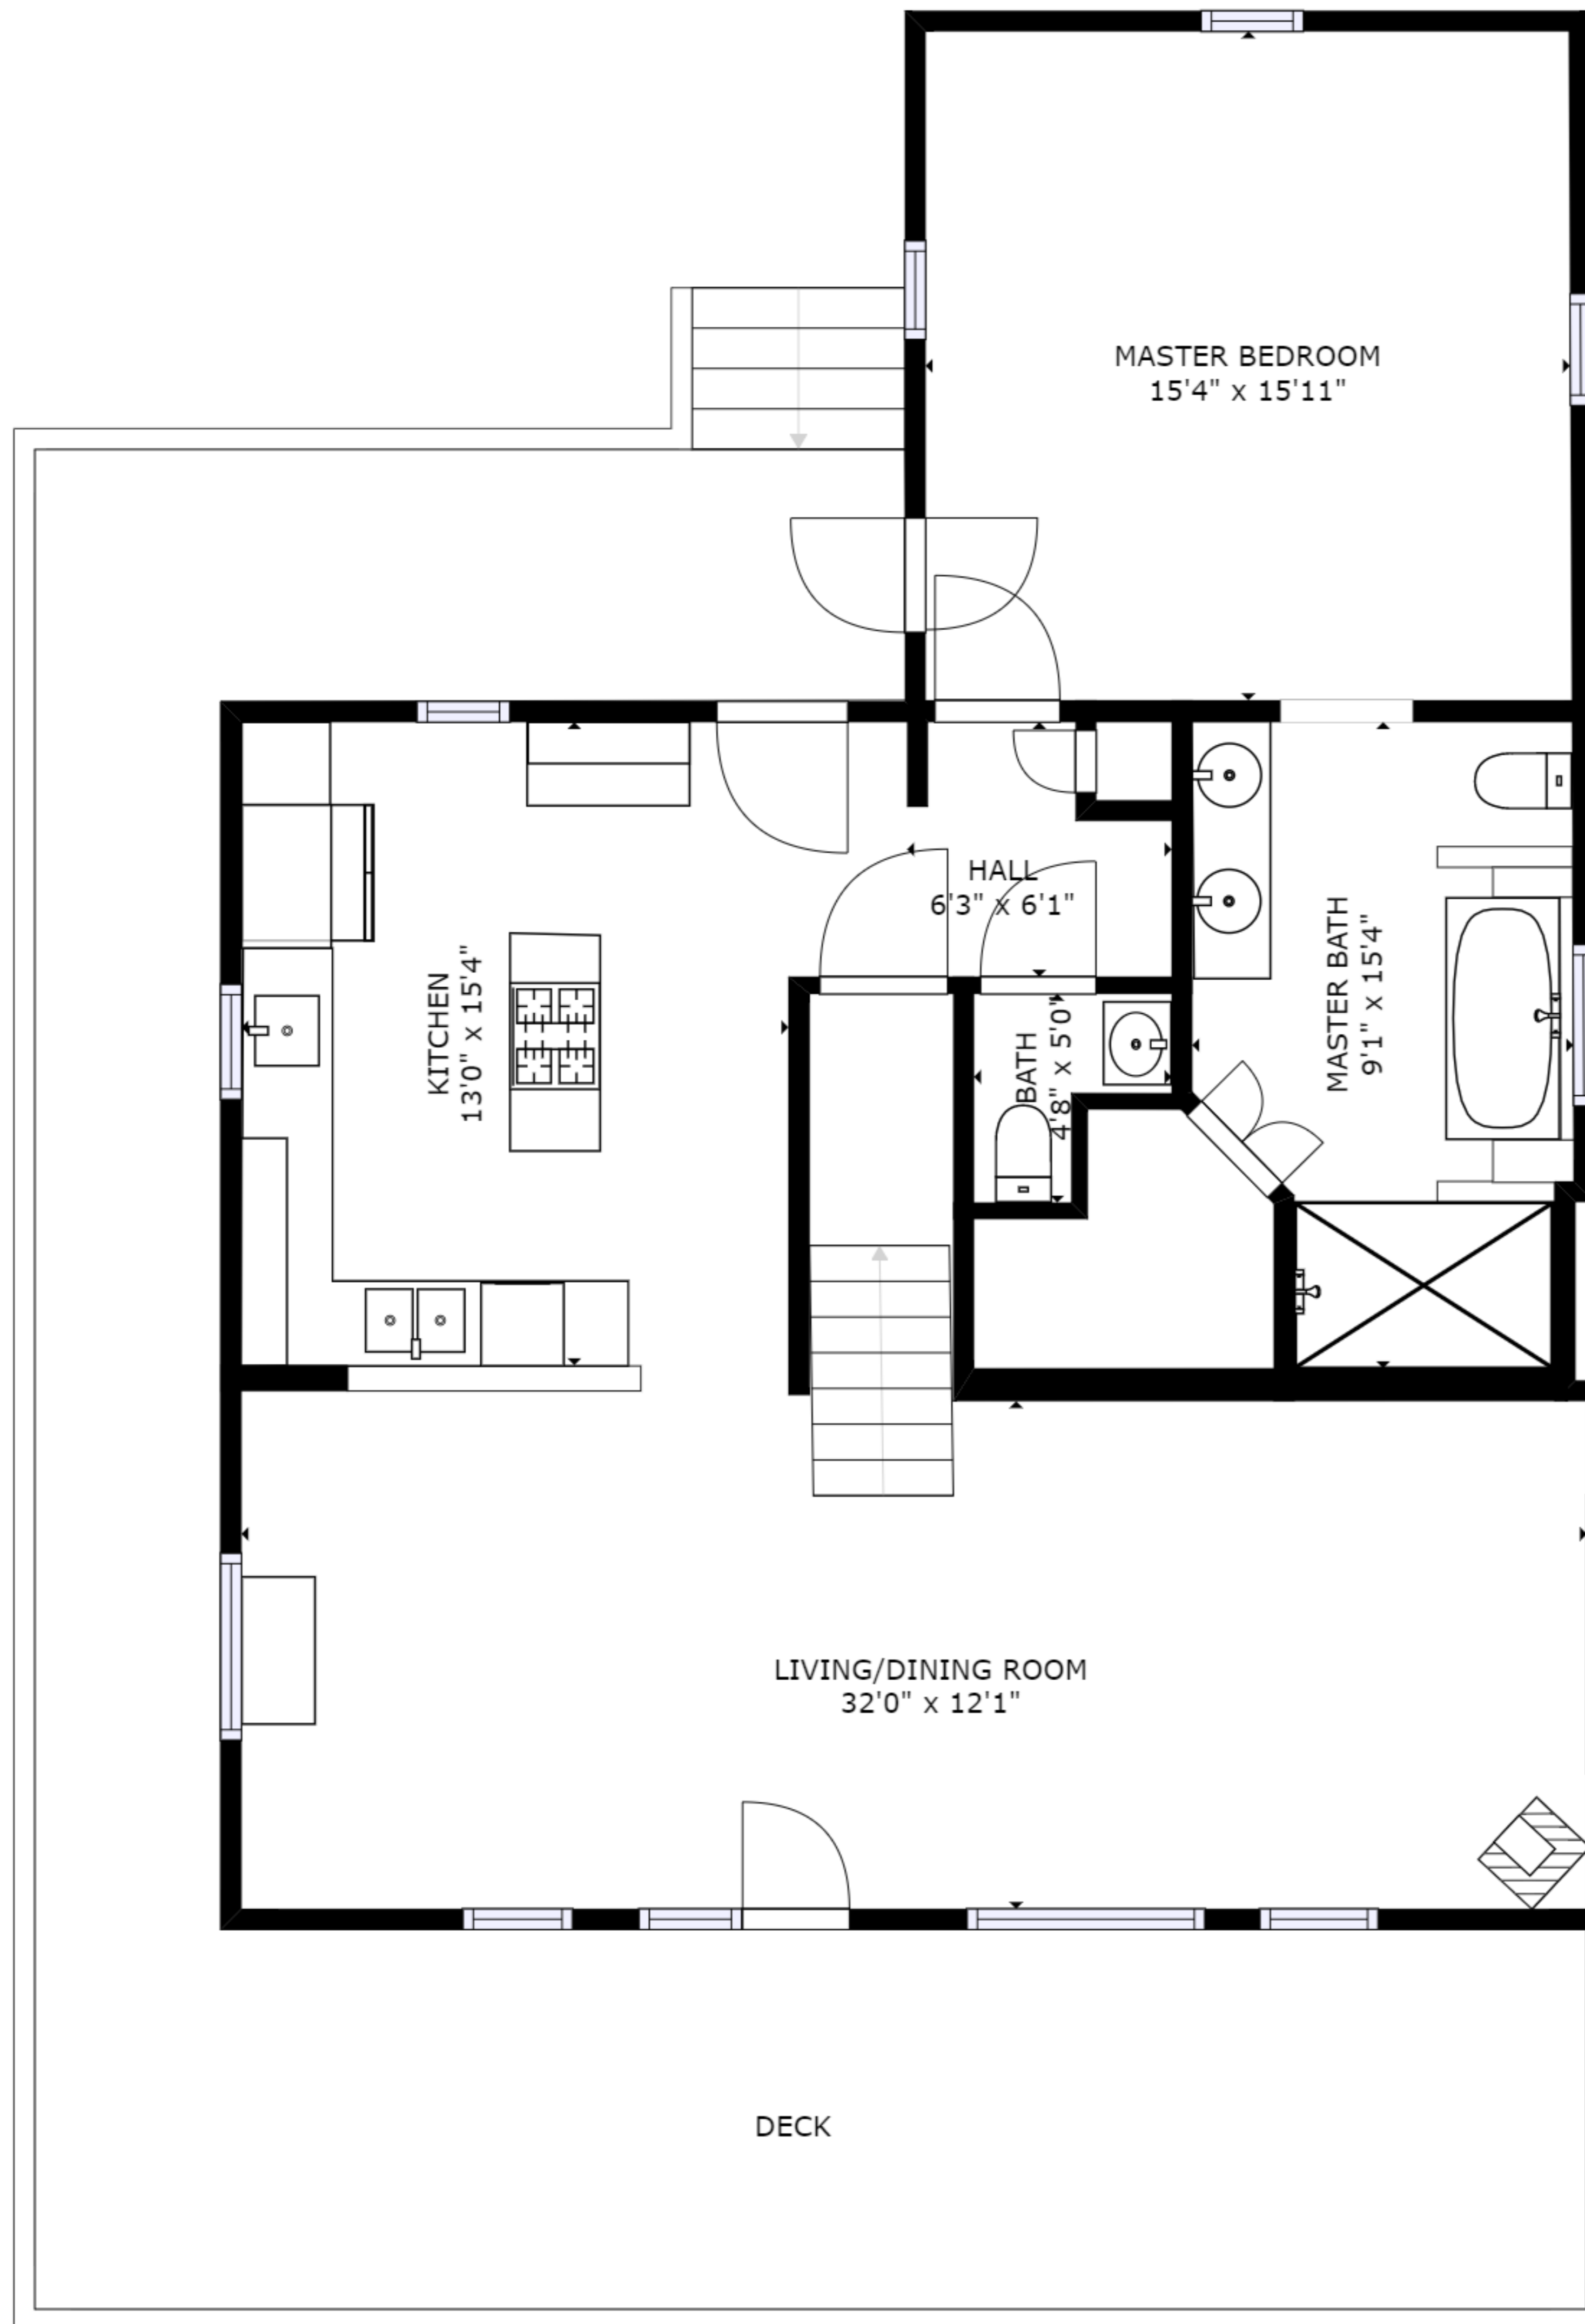 MASTER BEDROOM
15'4" x 15'11"
HALL
6'3" x 6'1"
KITCHEN
13'0" x 15'4"
BATH
4'8" x 5'0"
MASTER BATH
9'1" x 15'4"
LIVING/DINING ROOM
32'0" x 12'1"
DECK